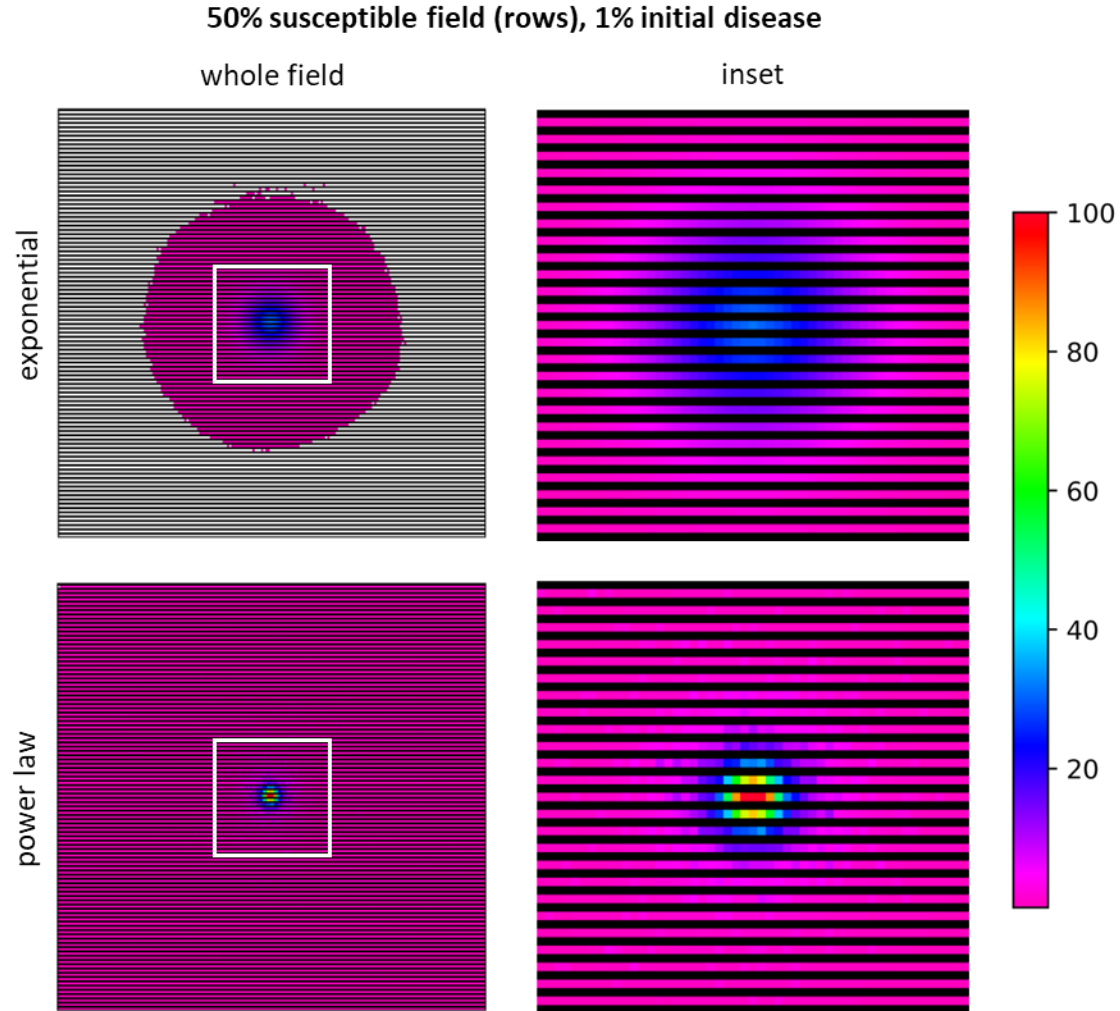 50% susceptible field (rows), 1% initial disease
whole field
inset
exponential
power law
100
80
60
40
20